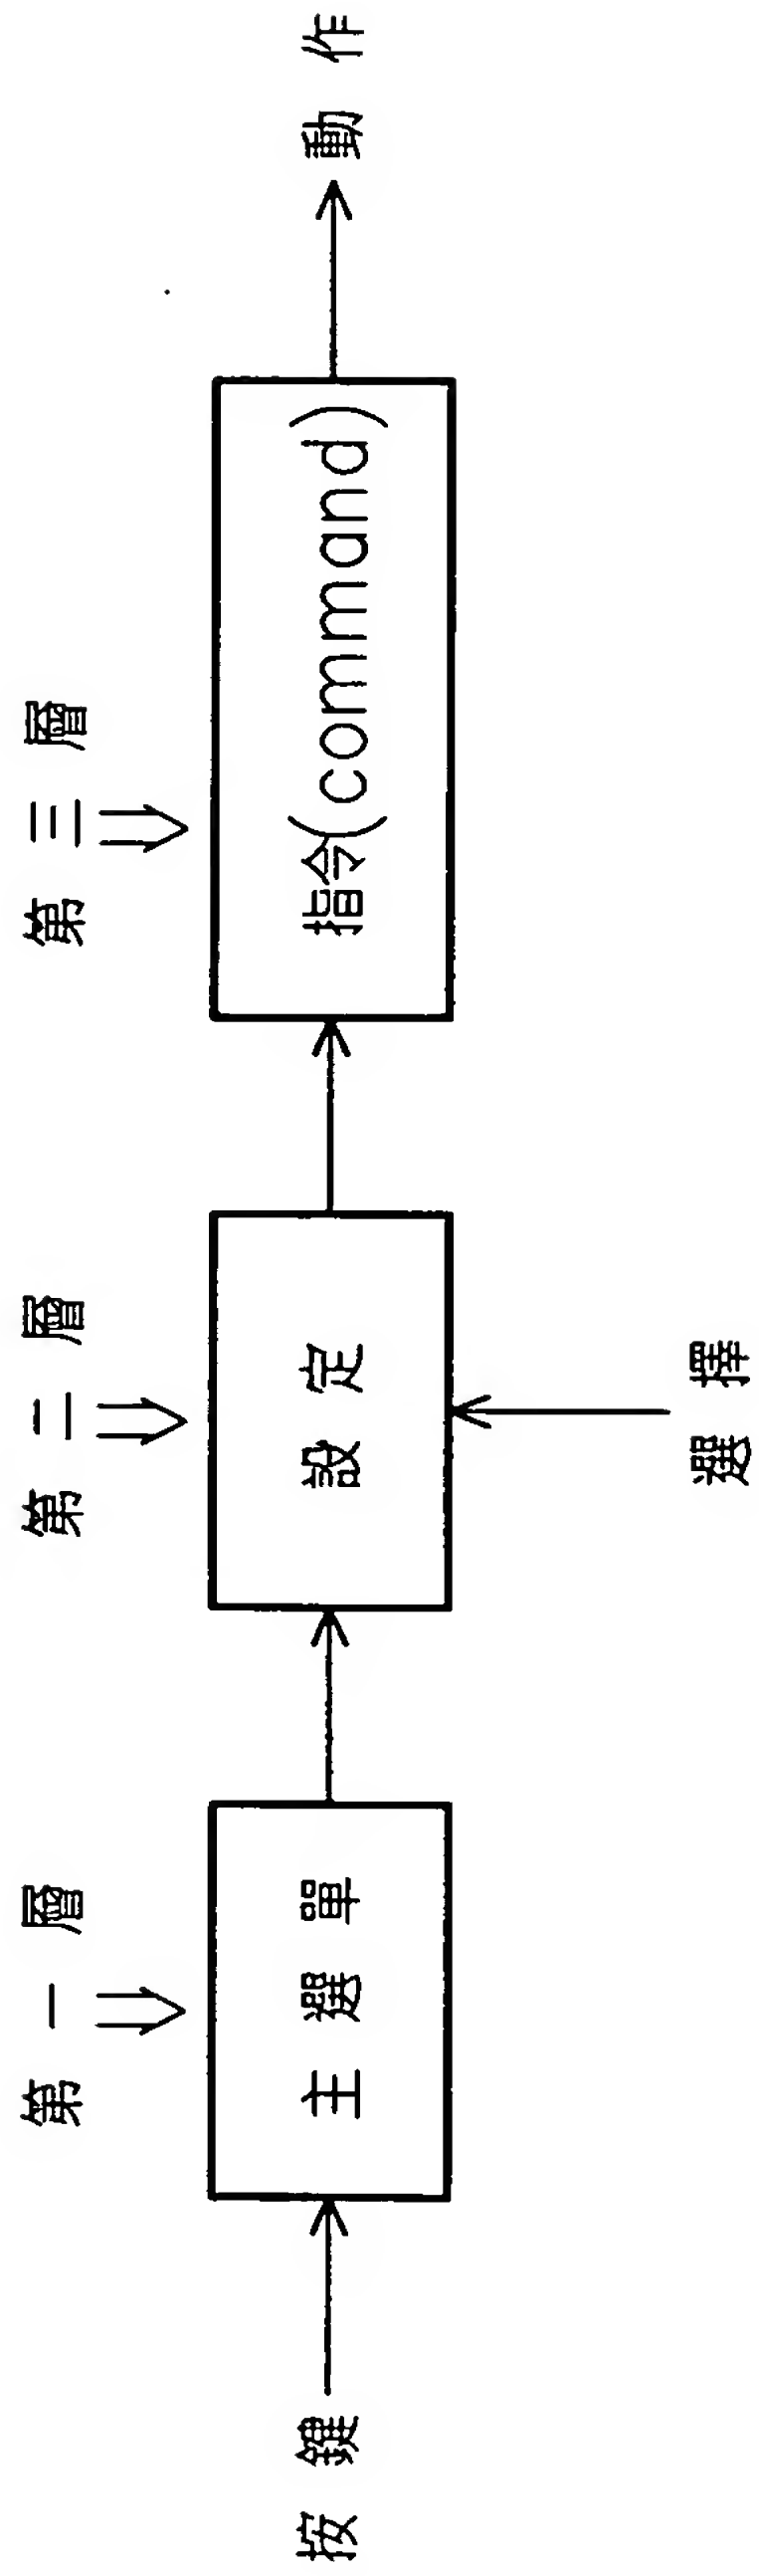 第一層
第二層
第三層
按鍵
主選單
設定
指令(command)
動作
選擇